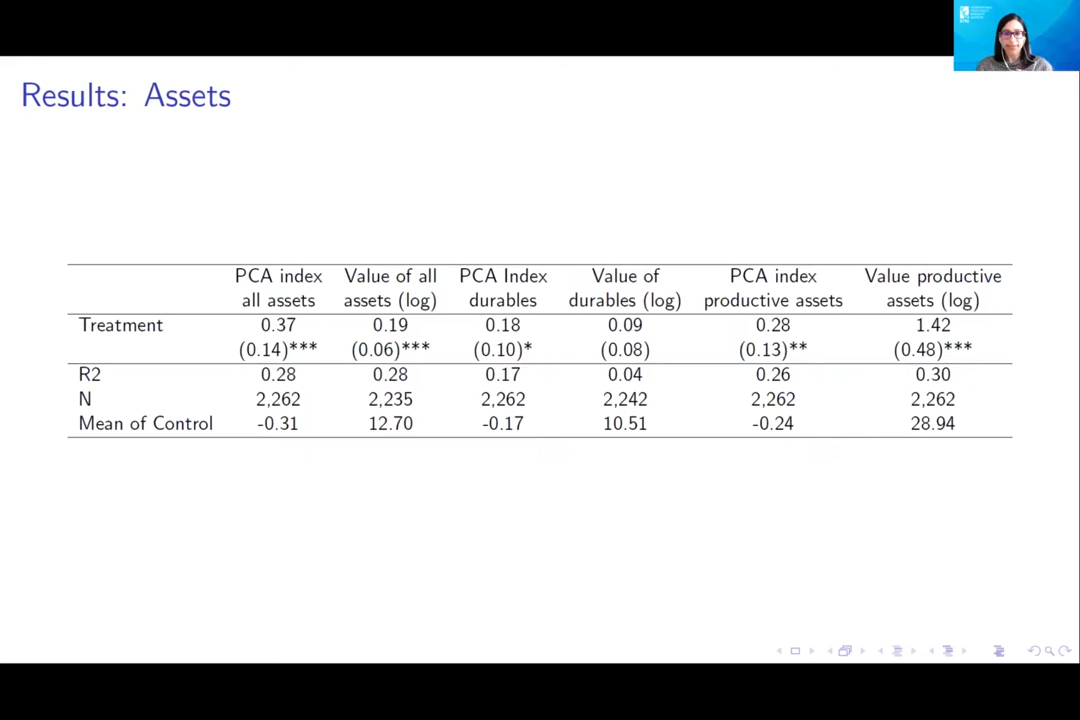 Results: Assets
PCA index Value of all PCA Index Value of PCA index Value productive
all assets assets (log) durables durables (log) productive assets assets (log)
Treatment 0.37 0.19 0.18 0.09 0.28 1.42
(0.14)*** (0.06)*** (0.10)* (0.08) (0.13)** (0.48)***
R2 0.28 0.28 0.17 0.04 0.26 0.30
N 2,262 2,235 2,262 2,242 2,262 2,262
Mean of Control -0.31 12.70 -0.17 10.51 -0.24 28.94